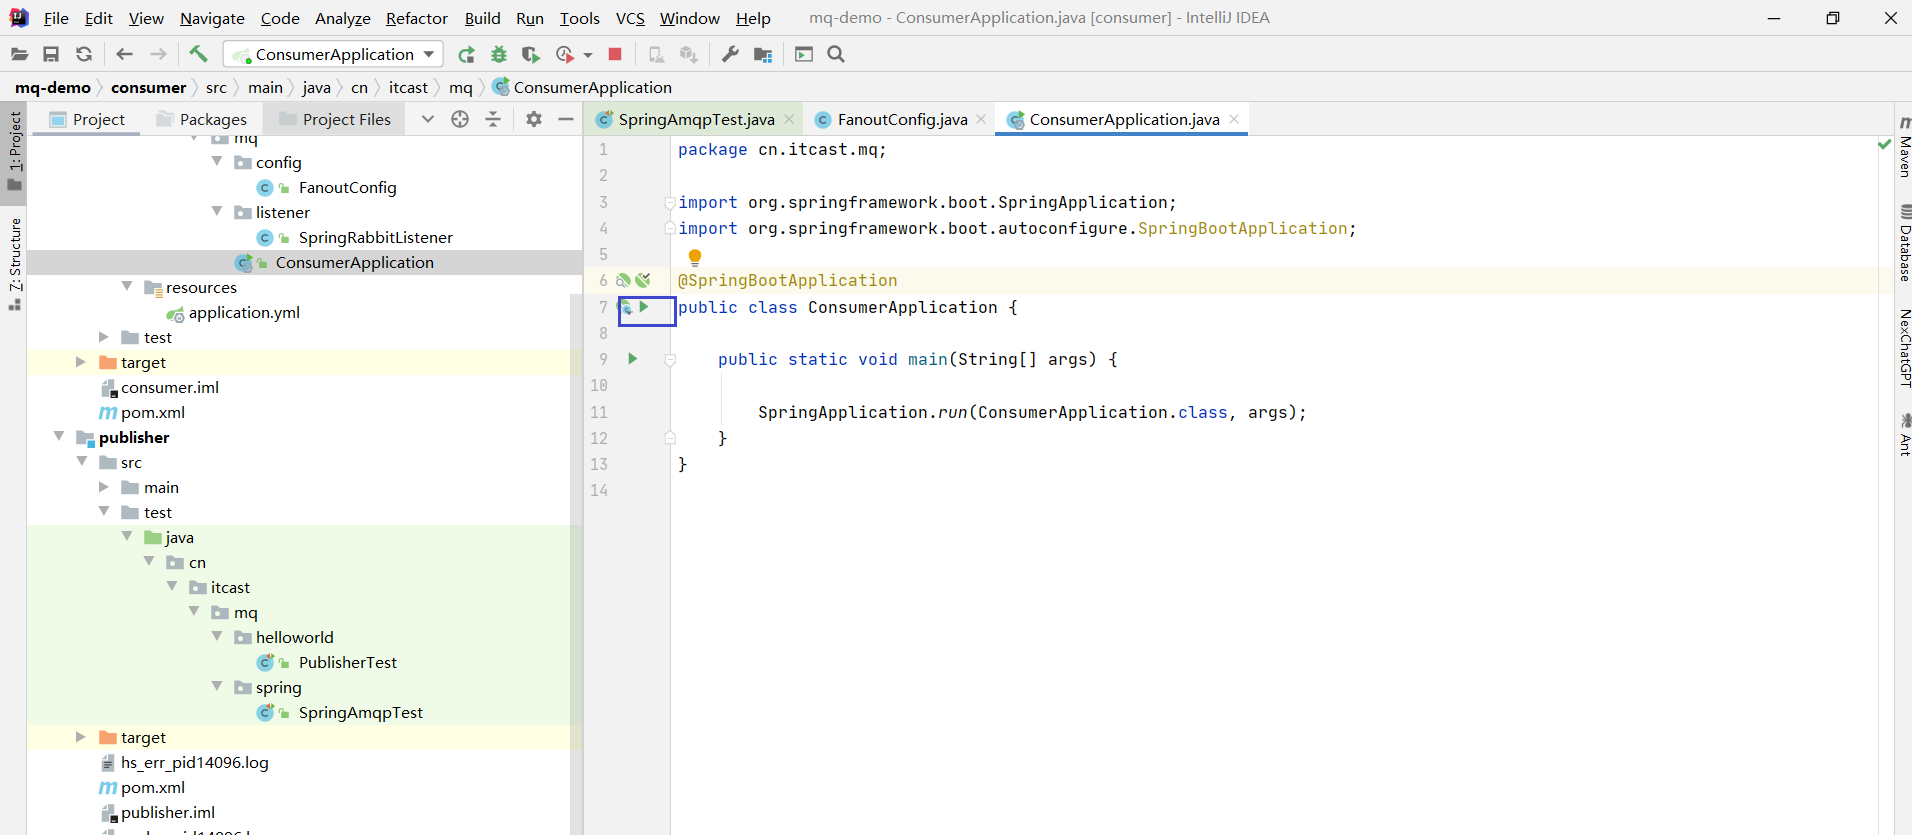 File Edit View Navigate Code Analyze Refactor Build Run Tools VCS Window Help mq-demo - ConsumerApplication.java [consumer] - IntelliJ IDEA
ConsumerApplication
mq-demo consumer src main java cn itcast mq ConsumerApplication
1: Project
7: Structure
Project Packages Project Files
mq
config
FanoutConfig
listener
SpringRabbitListener
ConsumerApplication
resources
application.yml
test
target
consumer.iml
pom.xml
publisher
src
main
test
java
cn
itcast
mq
helloworld
PublisherTest
spring
SpringAmqpTest
target
hs_err_pid14096.log
pom.xml
publisher.iml
SpringAmqpTest.java FanoutConfig.java ConsumerApplication.java
1 package cn.itcast.mq;
2
3 import org.springframework.boot.SpringApplication;
4 import org.springframework.boot.autoconfigure.SpringBootApplication;
5
6 @SpringBootApplication
7 public class ConsumerApplication {
8
9 public static void main(String[] args) {
10
11 SpringApplication.run(ConsumerApplication.class, args);
12 }
13 }
14
Maven
Database
NexChatGPT
Ant